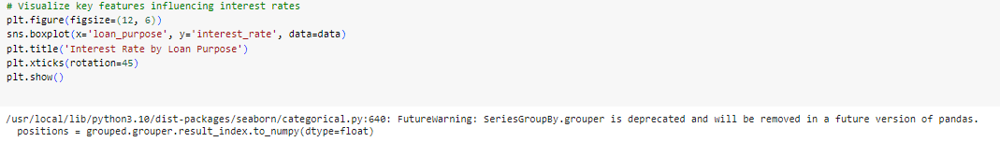 # Visualize key features influencing interest rates
plt.figure(figsize=(12, 6))
sns.boxplot(x='loan_purpose', y='interest_rate', data=data)
plt.title('Interest Rate by Loan Purpose')
plt.xticks(rotation=45)
plt.show()
/usr/local/lib/python3.10/dist-packages/seaborn/categorical.py:640: FutureWarning: SeriesGroupBy.grouper is deprecated and will be removed in a future version of pandas.
  positions = grouped.grouper.result_index.to_numpy(dtype=float)